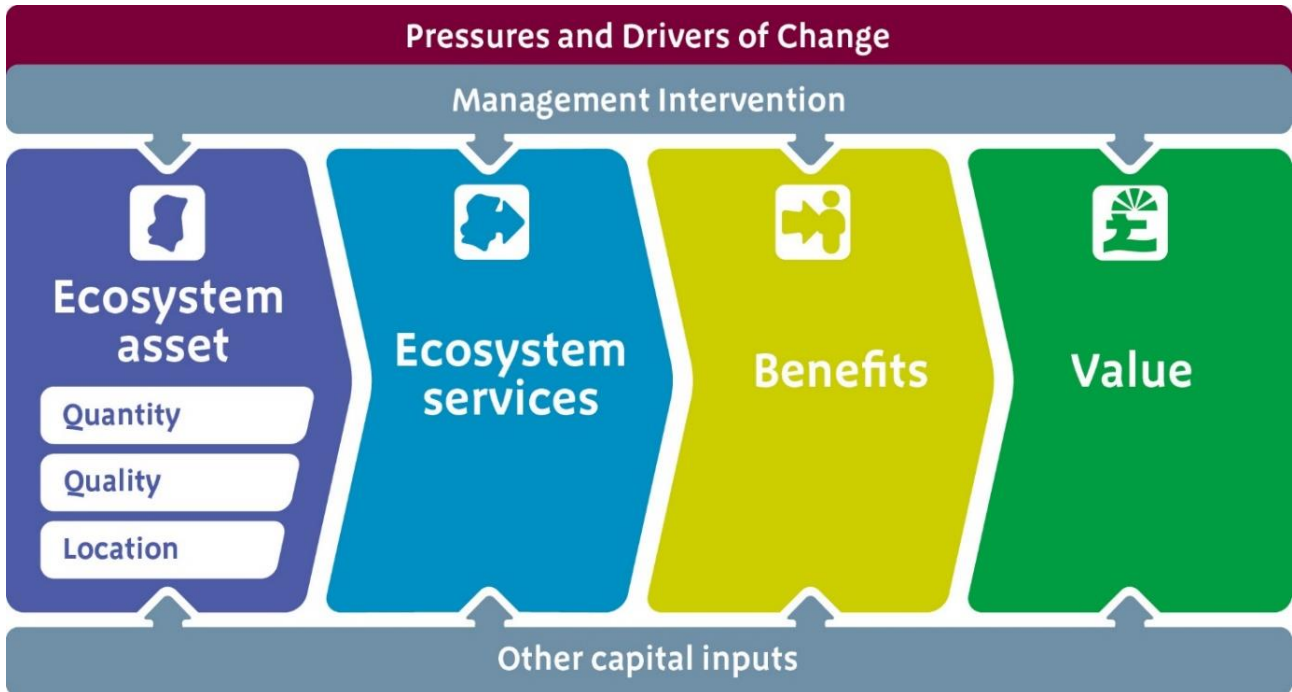 Pressures and Drivers of Change
Management Intervention
Ecosystem
asset
Quantity
Quality
Location
Ecosystem
services
Benefits
Value
Other capital inputs